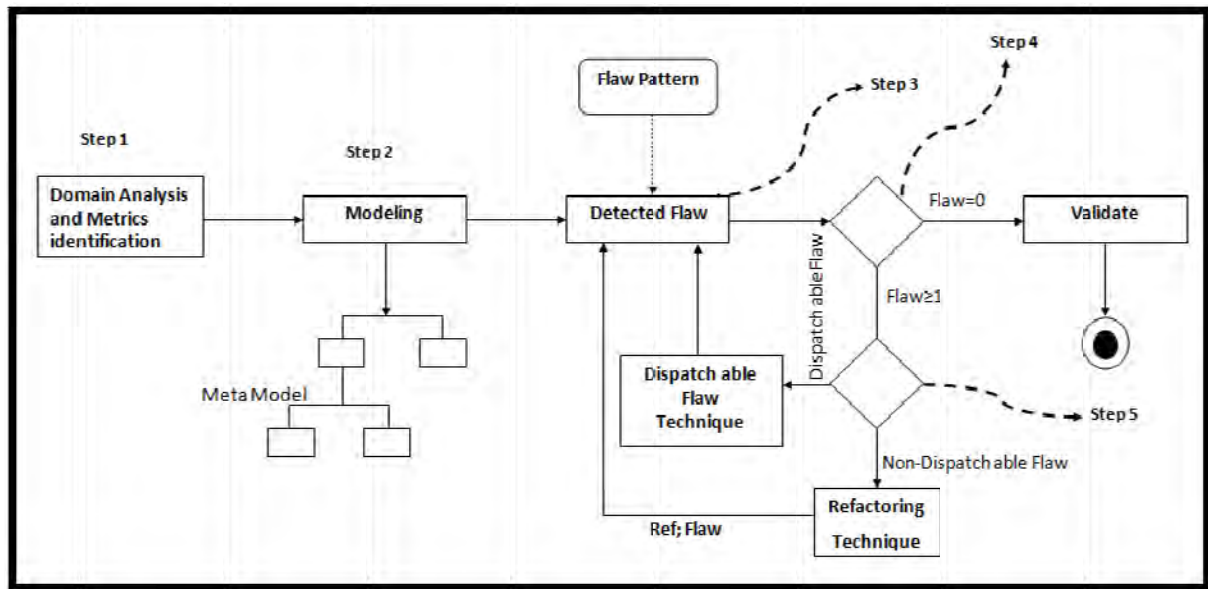 Step 1
Domain Analysis
and Metrics
identification
Step 2
Modeling
Meta Model
Flaw Pattern
Detected Flaw
Step 3
Step 4
Flaw=0
Validate
Flaw≥1
Dispatch able Flaw
Dispatch able
Flaw
Technique
Step 5
Non-Dispatch able Flaw
Refactoring
Technique
Ref; Flaw